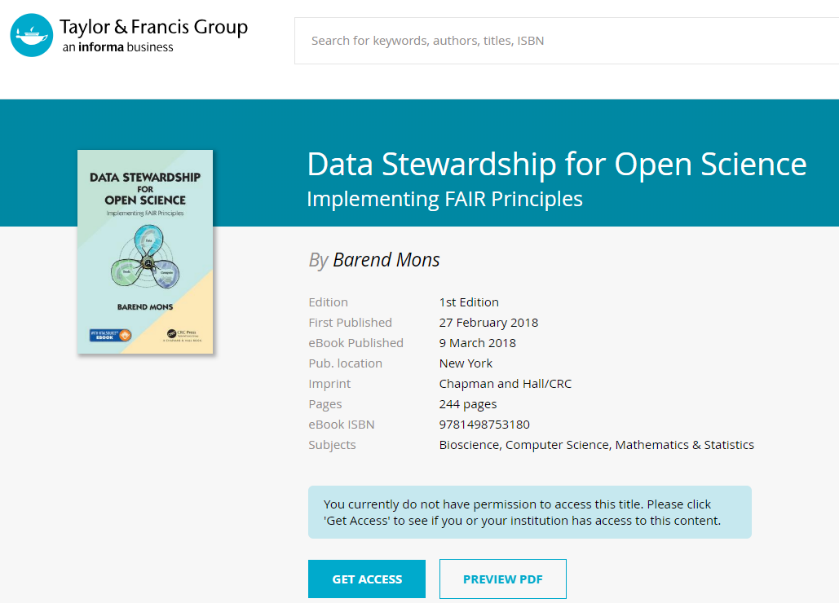 Taylor & Francis Group
an informa business
Search for keywords, authors, titles, ISBN
Data Stewardship for Open Science
Implementing FAIR Principles
DATA STEWARDSHIP
FOR
OPEN SCIENCE
Implementing FAIR Principles
BAREND MONS
EBOOK
CRC Press
By Barend Mons
Edition 1st Edition
First Published 27 February 2018
eBook Published 9 March 2018
Pub. location New York
Imprint Chapman and Hall/CRC
Pages 244 pages
eBook ISBN 9781498753180
Subjects Bioscience, Computer Science, Mathematics & Statistics
You currently do not have permission to access this title. Please click
'Get Access' to see if you or your institution has access to this content.
GET ACCESS PREVIEW PDF